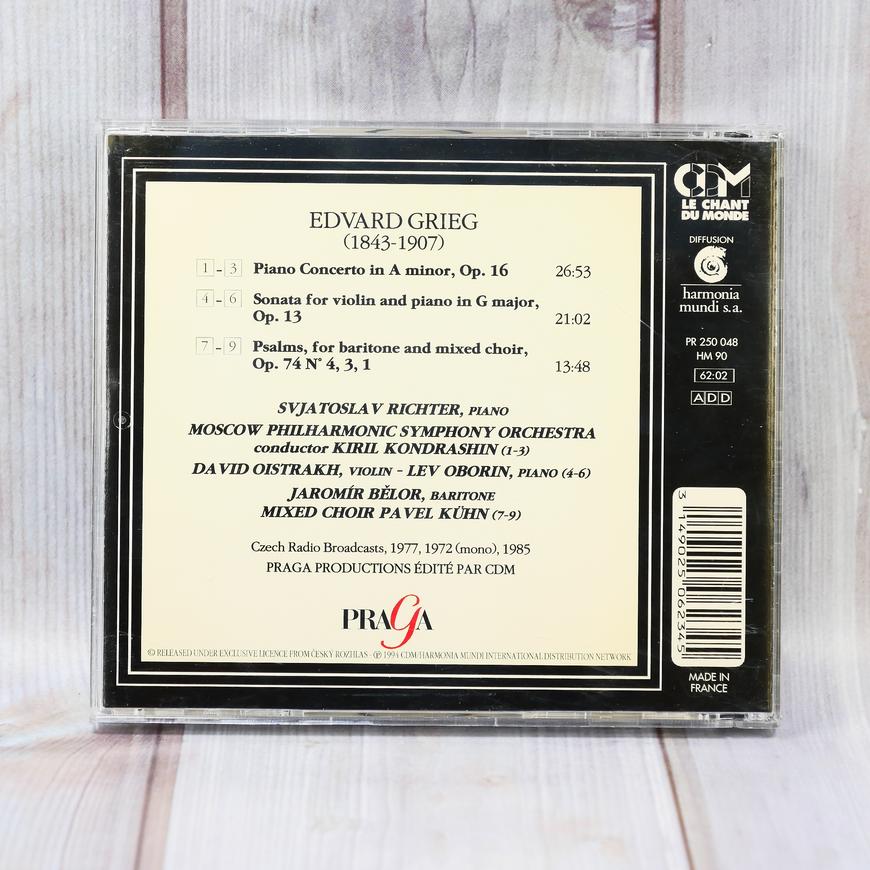 EDVARD GRIEG
(1843-1907)
1 - 3 Piano Concerto in A minor, Op. 16 26:53
4 - 6 Sonata for violin and piano in G major,
Op. 13 21:02
7 - 9 Psalms, for baritone and mixed choir,
Op. 74 N° 4, 3, 1 13:48
SVJATOSLAV RICHTER, PIANO
MOSCOW PHILHARMONIC SYMPHONY ORCHESTRA
conductor KIRIL KONDRASHIN (1-3)
DAVID OISTRAKH, VIOLIN - LEV OBORIN, PIANO (4-6)
JAROMÍR BĚLOR, BARITONE
MIXED CHOIR PAVEL KÜHN (7-9)
Czech Radio Broadcasts, 1977, 1972 (mono), 1985
PRAGA PRODUCTIONS ÉDITÉ PAR CDM
PRAGA
© RELEASED UNDER EXCLUSIVE LICENCE FROM ČESKY ROZHLAS - ℗ 1994 CDM/HARMONIA MUNDI INTERNATIONAL DISTRIBUTION NETWORK
CDM
LE CHANT
DU MONDE
DIFFUSION
harmonia
mundi s.a.
PR 250 048
HM 90
62:02
ADD
3 149025 062345
MADE IN
FRANCE